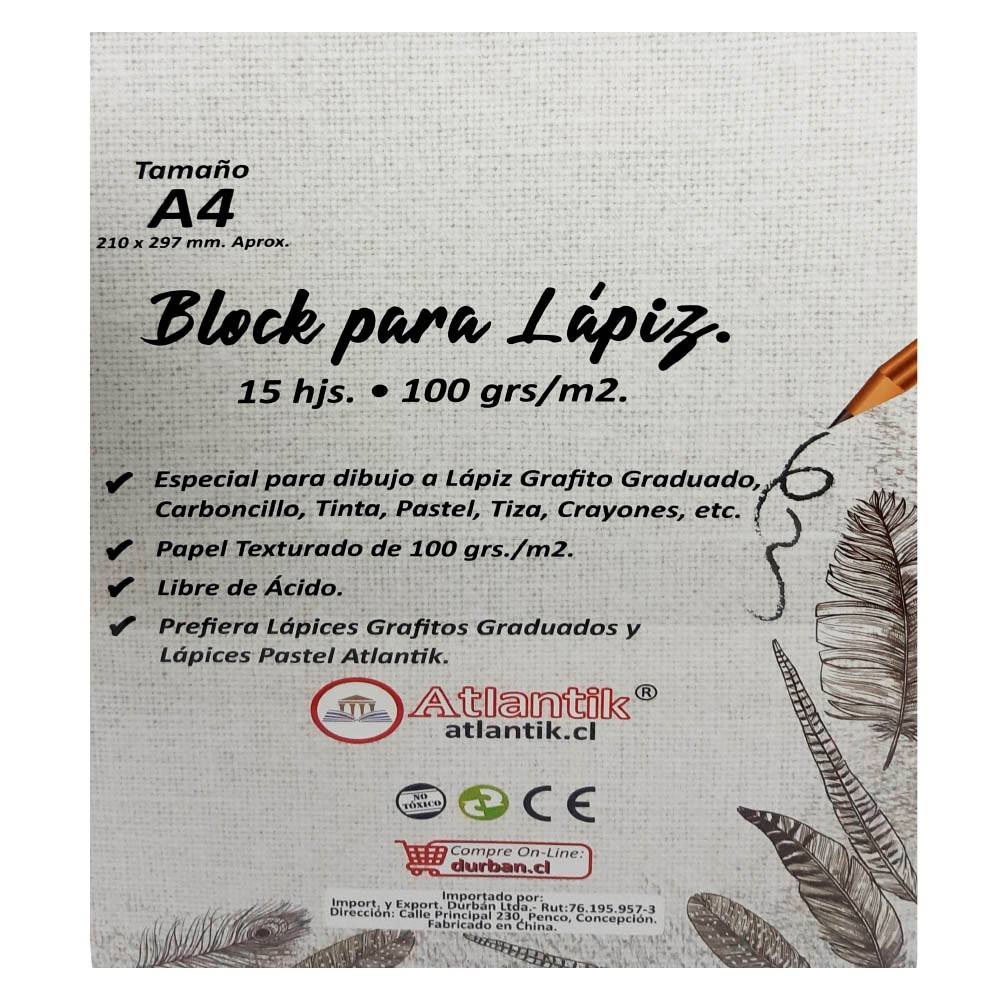 Tamaño
A4
210 x 297 mm. Aprox.
Block para Lápiz.
15 hjs. • 100 grs/m2.
✔ Especial para dibujo a Lápiz Grafito Graduado,
Carboncillo, Tinta, Pastel, Tiza, Crayones, etc.
✔ Papel Texturado de 100 grs./m2.
✔ Libre de Ácido.
✔ Prefiera Lápices Grafitos Graduados y
Lápices Pastel Atlantik.
Atlantik®
atlantik.cl
NO
TÓXICO
CE
Compre On-Line:
durban.cl
Importado por:
Import. y Export. Durbán Ltda.- Rut:76.195.957-3
Dirección: Calle Principal 230, Penco, Concepción.
Fabricado en China.